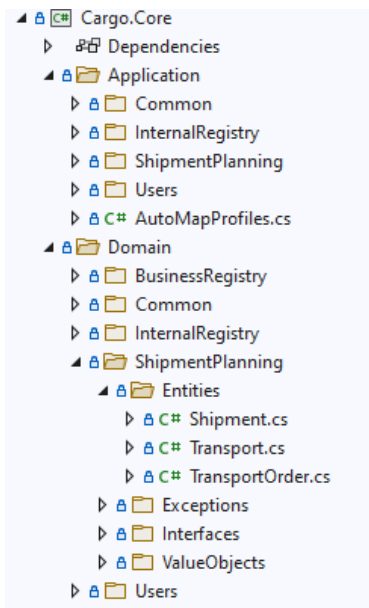 C# Cargo.Core
Dependencies
Application
Common
InternalRegistry
ShipmentPlanning
Users
C# AutoMapProfiles.cs
Domain
BusinessRegistry
Common
InternalRegistry
ShipmentPlanning
Entities
C# Shipment.cs
C# Transport.cs
C# TransportOrder.cs
Exceptions
Interfaces
ValueObjects
Users